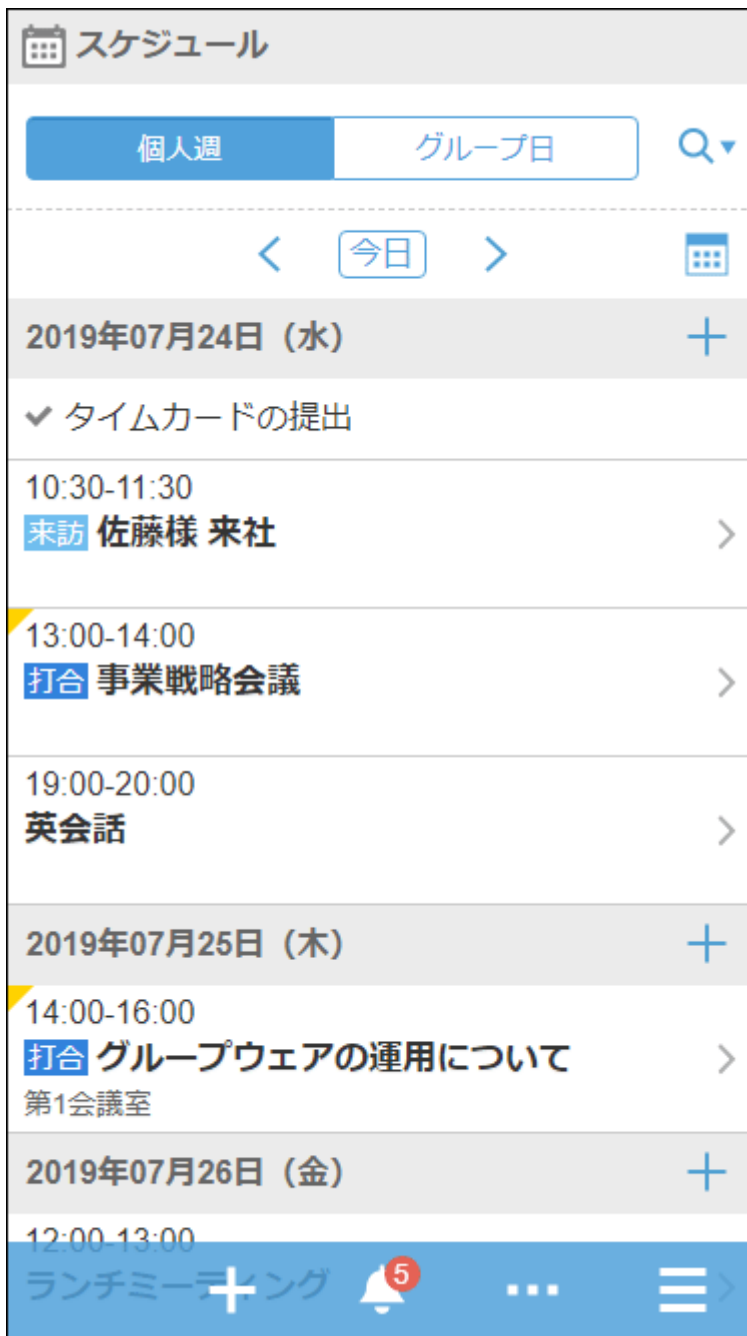 スケジュール
個人週
グループ日
今日
2019年07月24日（水）
タイムカードの提出
10:30-11:30
来訪 佐藤様 来社
13:00-14:00
打合 事業戦略会議
19:00-20:00
英会話
2019年07月25日（木）
14:00-16:00
打合 グループウェアの運用について
第1会議室
2019年07月26日（金）
12:00-13:00
ランチミーティング
5